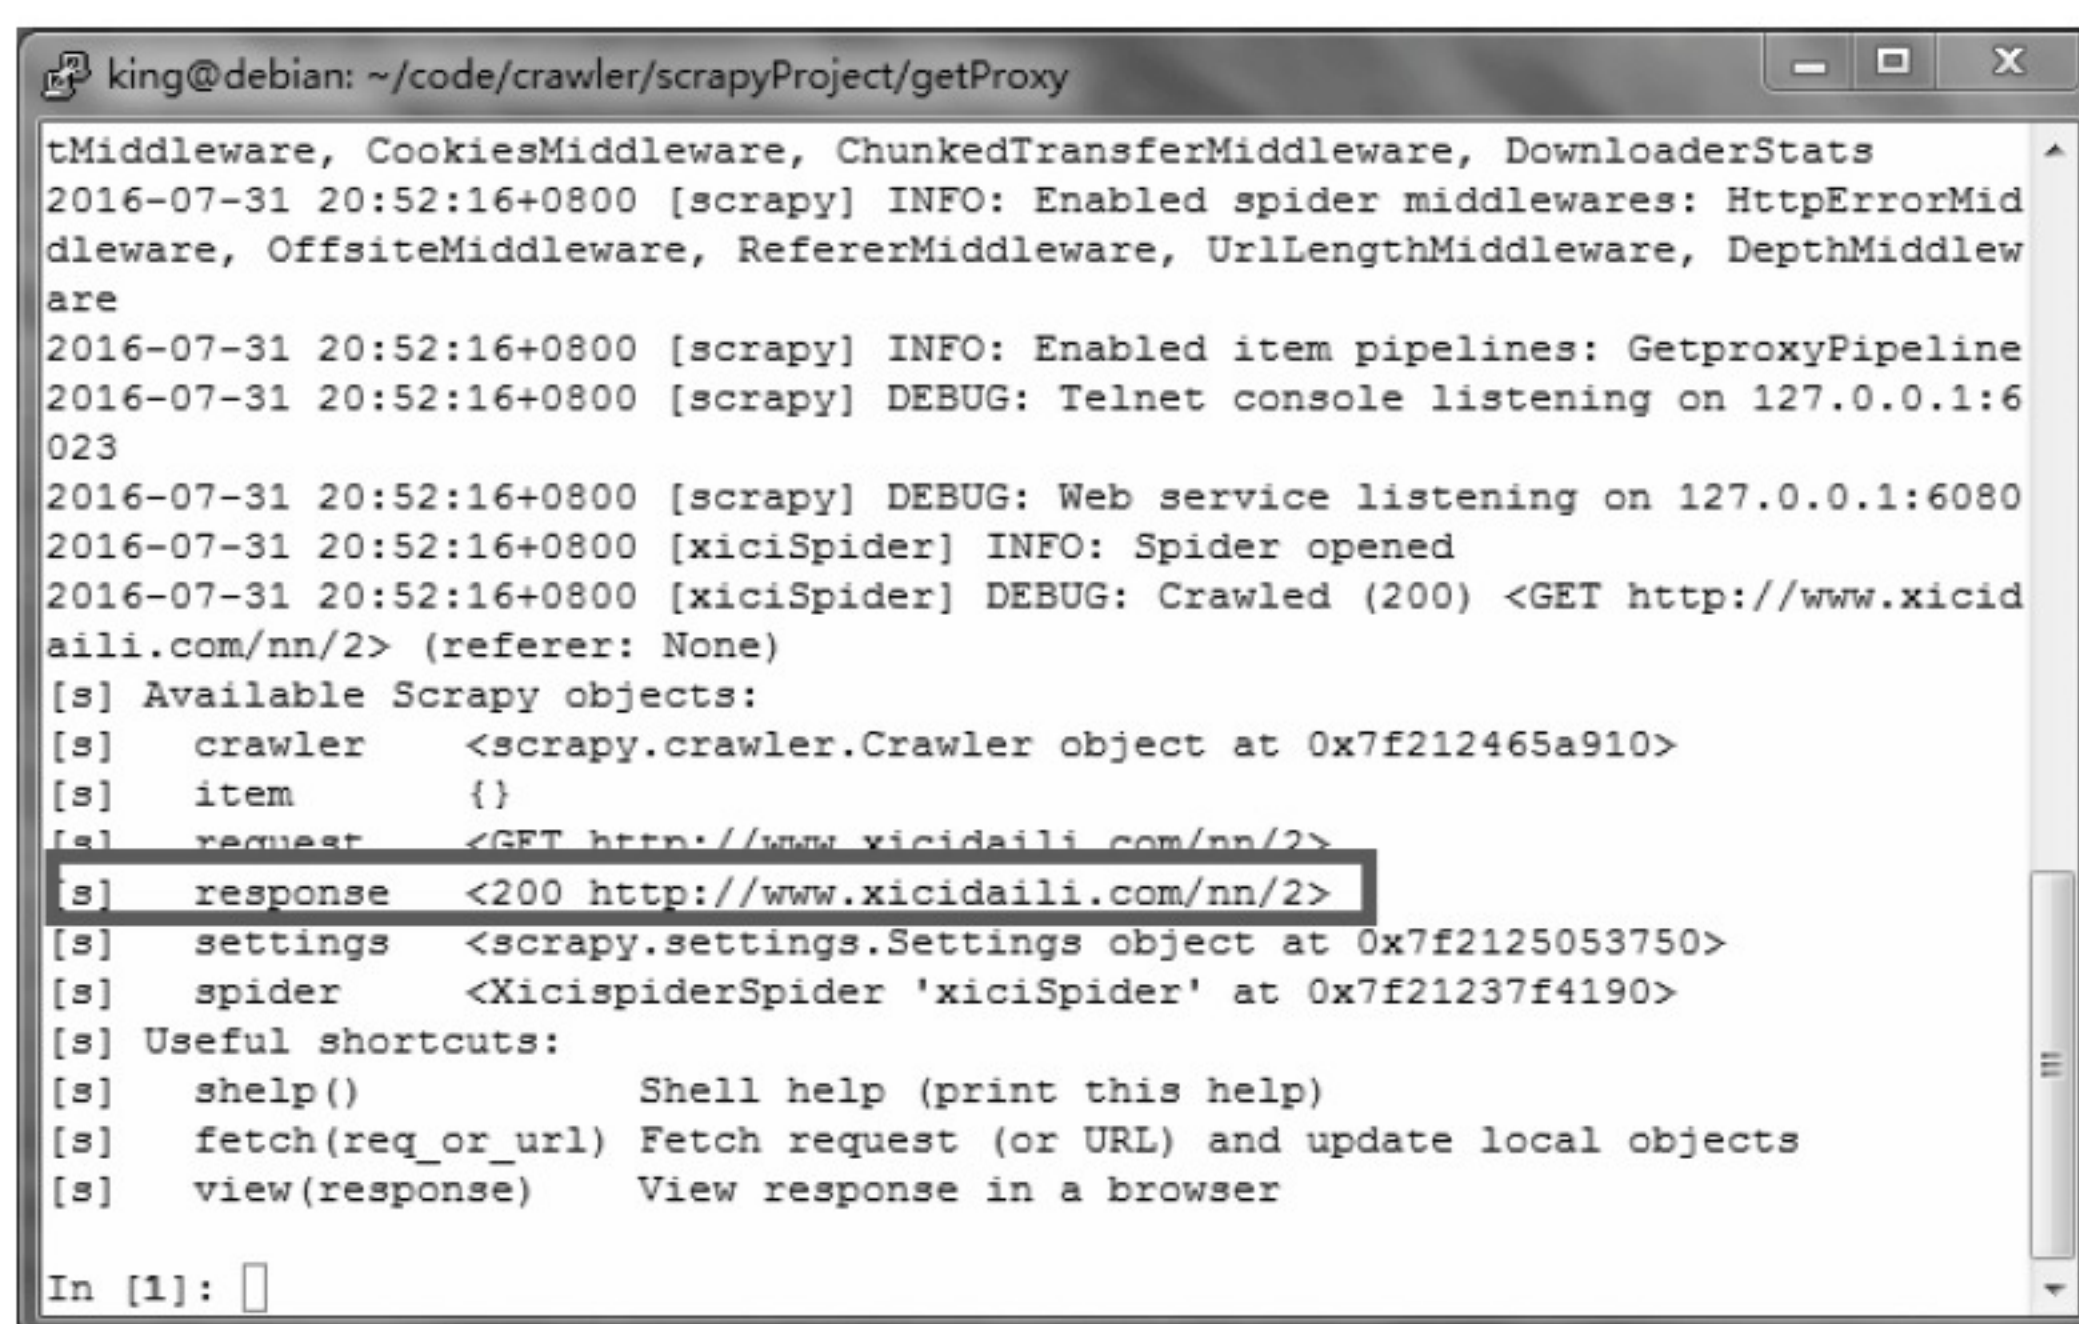 king@debian: ~/code/crawler/scrapyProject/getProxy
tMiddleware, CookiesMiddleware, ChunkedTransferMiddleware, DownloaderStats
2016-07-31 20:52:16+0800 [scrapy] INFO: Enabled spider middlewares: HttpErrorMid
dleware, OffsiteMiddleware, RefererMiddleware, UrlLengthMiddleware, DepthMiddlew
are
2016-07-31 20:52:16+0800 [scrapy] INFO: Enabled item pipelines: GetproxyPipeline
2016-07-31 20:52:16+0800 [scrapy] DEBUG: Telnet console listening on 127.0.0.1:6
023
2016-07-31 20:52:16+0800 [scrapy] DEBUG: Web service listening on 127.0.0.1:6080
2016-07-31 20:52:16+0800 [xiciSpider] INFO: Spider opened
2016-07-31 20:52:16+0800 [xiciSpider] DEBUG: Crawled (200) <GET http://www.xicid
aili.com/nn/2> (referer: None)
[s] Available Scrapy objects:
[s]   crawler    <scrapy.crawler.Crawler object at 0x7f212465a910>
[s]   item       {}
[s]   request    <GET http://www.xicidaili.com/nn/2>
[s]   response   <200 http://www.xicidaili.com/nn/2>
[s]   settings   <scrapy.settings.Settings object at 0x7f2125053750>
[s]   spider     <XicispiderSpider 'xiciSpider' at 0x7f21237f4190>
[s] Useful shortcuts:
[s]   shelp()           Shell help (print this help)
[s]   fetch(req_or_url) Fetch request (or URL) and update local objects
[s]   view(response)    View response in a browser
In [1]: